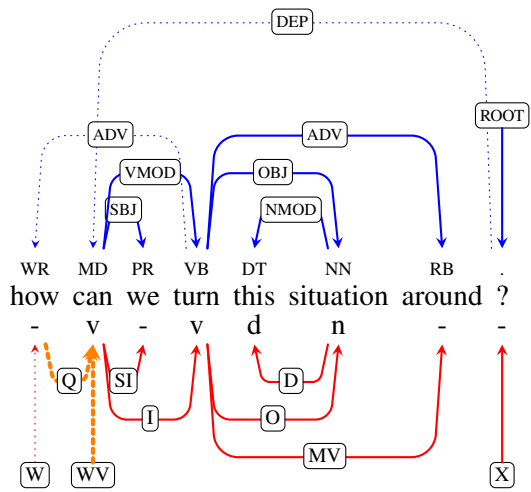 DEP
ROOT
ADV ADV
VMOD OBJ
SBJ NMOD
WR MD PR VB DT NN RB .
how can we turn this situation around ?
- v - v d n - -
Q SI D
I O
MV
W WV X